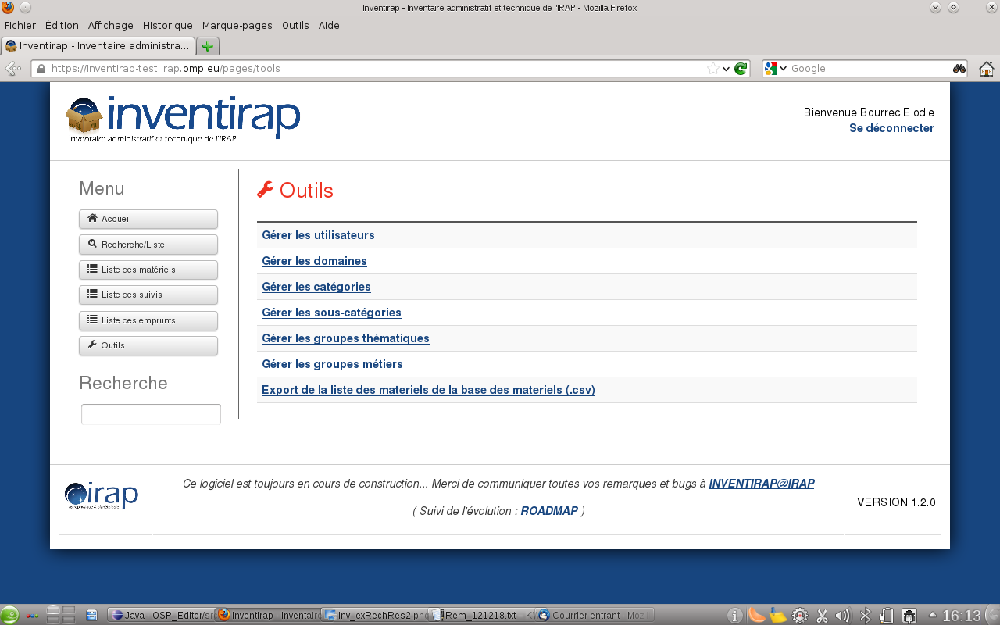 Inventirap - Inventaire administratif et technique de l'IRAP - Mozilla Firefox
Fichier Édition Affichage Historique Marque-pages Outils Aide
Inventirap - Inventaire administra...
https://inventirap-test.irap.omp.eu/pages/tools
Google
inventirap
inventaire administratif et technique de l'IRAP
Bienvenue Bourrec Elodie
Se déconnecter
Menu
Accueil
Recherche/Liste
Liste des matériels
Liste des suivis
Liste des emprunts
Outils
Recherche
Outils
Gérer les utilisateurs
Gérer les domaines
Gérer les catégories
Gérer les sous-catégories
Gérer les groupes thématiques
Gérer les groupes métiers
Export de la liste des materiels de la base des materiels (.csv)
irap
astrophysique & planétologie
Ce logiciel est toujours en cours de construction... Merci de communiquer toutes vos remarques et bugs à INVENTIRAP@IRAP
( Suivi de l'évolution : ROADMAP )
VERSION 1.2.0
Java - OSP_Editor/sr Inventirap - Inventaire inv_exRechRes2.png Rem_121218.txt – K Courrier entrant - Mozi
16:13